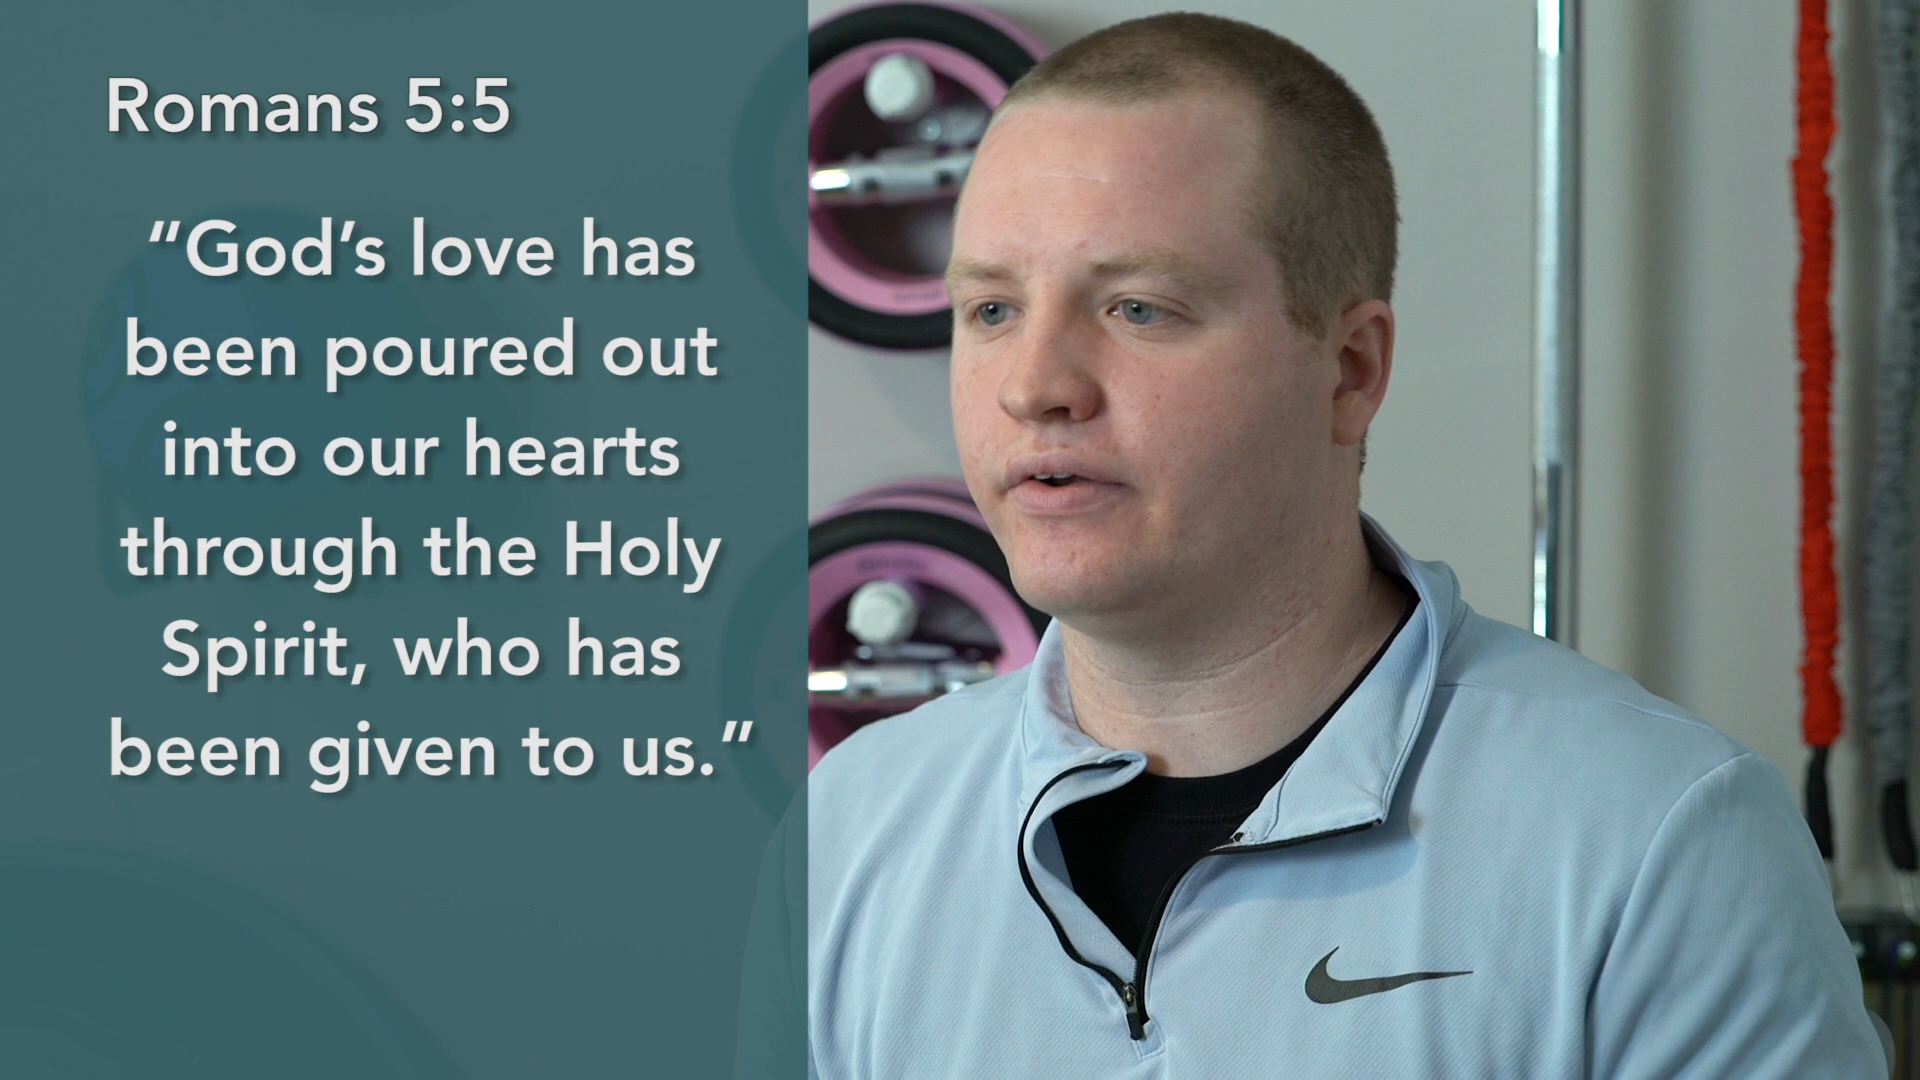 Romans 5:5
“God’s love has
been poured out
into our hearts
through the Holy
Spirit, who has
been given to us.”